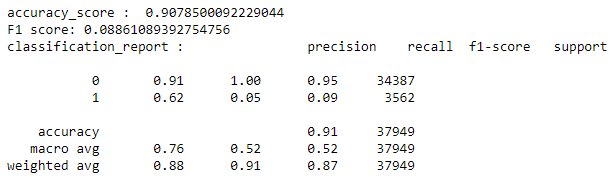 accuracy_score :  0.9078500092229044
F1 score: 0.08861089392754756
classification_report :               precision    recall  f1-score   support

           0       0.91      1.00      0.95     34387
           1       0.62      0.05      0.09      3562

    accuracy                           0.91     37949
   macro avg       0.76      0.52      0.52     37949
weighted avg       0.88      0.91      0.87     37949